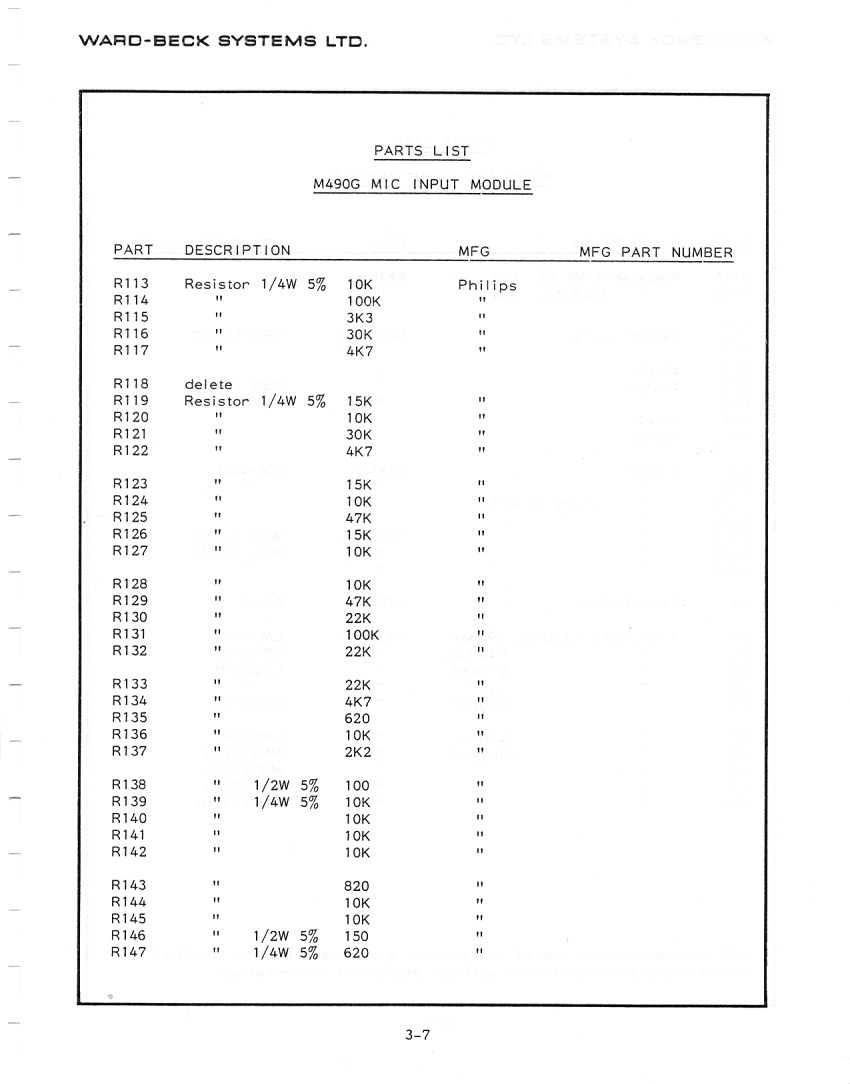 WARD-BECK SYSTEMS LTD.
PARTS LIST
M490G MIC INPUT MODULE
PART DESCRIPTION MFG MFG PART NUMBER
R113 Resistor 1/4W 5% 10K Philips
R114 " 100K "
R115 " 3K3 "
R116 " 30K "
R117 " 4K7 "
R118 delete
R119 Resistor 1/4W 5% 15K "
R120 " 10K "
R121 " 30K "
R122 " 4K7 "
R123 " 15K "
R124 " 10K "
R125 " 47K "
R126 " 15K "
R127 " 10K "
R128 " 10K "
R129 " 47K "
R130 " 22K "
R131 " 100K "
R132 " 22K "
R133 " 22K "
R134 " 4K7 "
R135 " 620 "
R136 " 10K "
R137 " 2K2 "
R138 " 1/2W 5% 100 "
R139 " 1/4W 5% 10K "
R140 " 10K "
R141 " 10K "
R142 " 10K "
R143 " 820 "
R144 " 10K "
R145 " 10K "
R146 " 1/2W 5% 150 "
R147 " 1/4W 5% 620 "
3-7